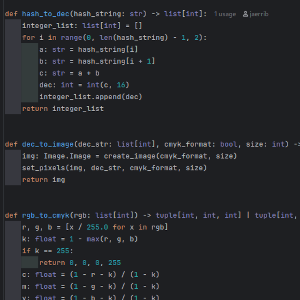 def hash_to_dec(hash_string: str) -> list[int]: 1 usage jserrib
integer_list: list[int] = []
for i in range(0, len(hash_string) - 1, 2):
a: str = hash_string[i]
b: str = hash_string[i + 1]
c: str = a + b
dec: int = int(c, 16)
integer_list.append(dec)
return integer_list
def dec_to_image(dec_str: list[int], cmyk_format: bool, size: int) ->
img: Image.Image = create_image(cmyk_format, size)
set_pixels(img, dec_str, cmyk_format, size)
return img
def rgb_to_cmyk(rgb: list[int]) -> tuple[int, int, int] | tuple[int,
r, g, b = [x / 255.0 for x in rgb]
k: float = 1 - max(r, g, b)
if k == 255:
return 0, 0, 0, 255
c: float = (1 - r - k) / (1 - k)
m: float = (1 - g - k) / (1 - k)
y: float = (1 - b - k) / (1 - k)